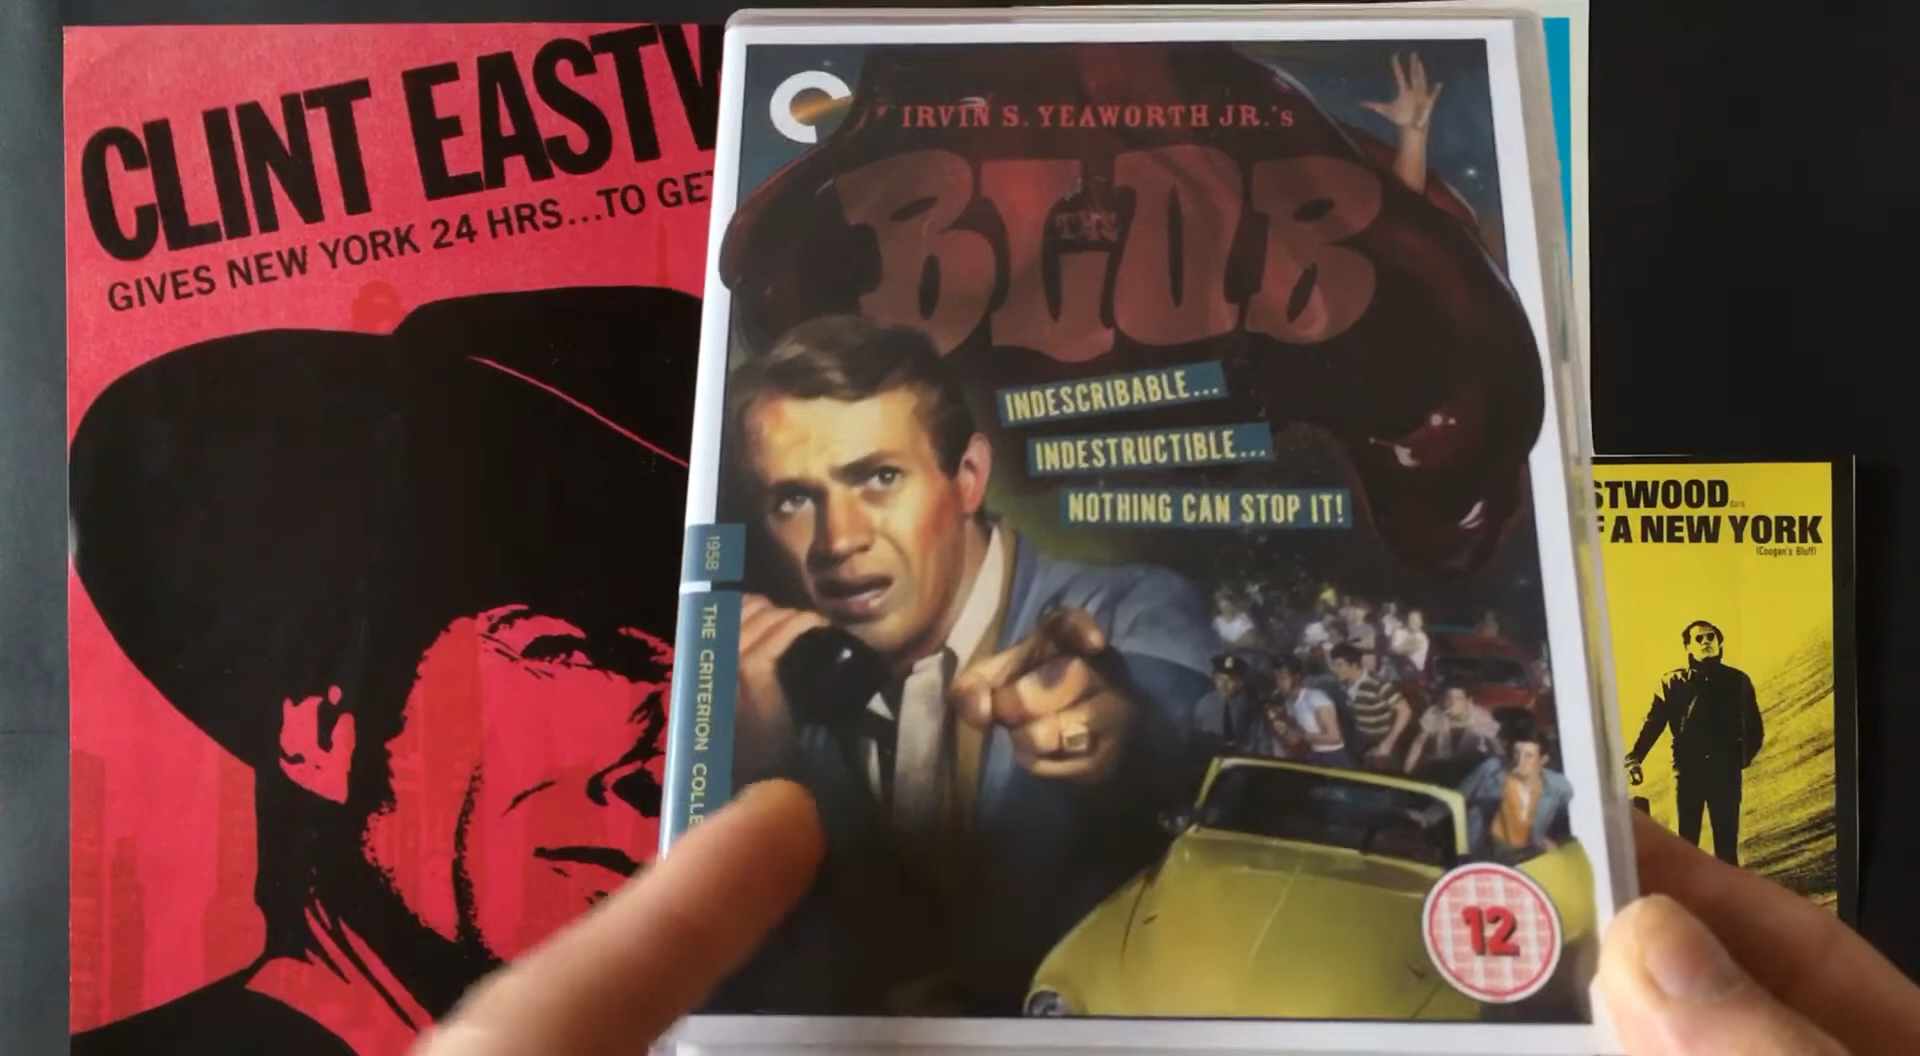 CLINT EASTW
GIVES NEW YORK 24 HRS...TO GET
IRVIN S. YEAWORTH JR.'s
THE
BLOB
INDESCRIBABLE...
INDESTRUCTIBLE...
NOTHING CAN STOP IT!
1958
THE CRITERION COLLE
12
STWOOD
F A NEW YORK
(Coogan's Bluff)